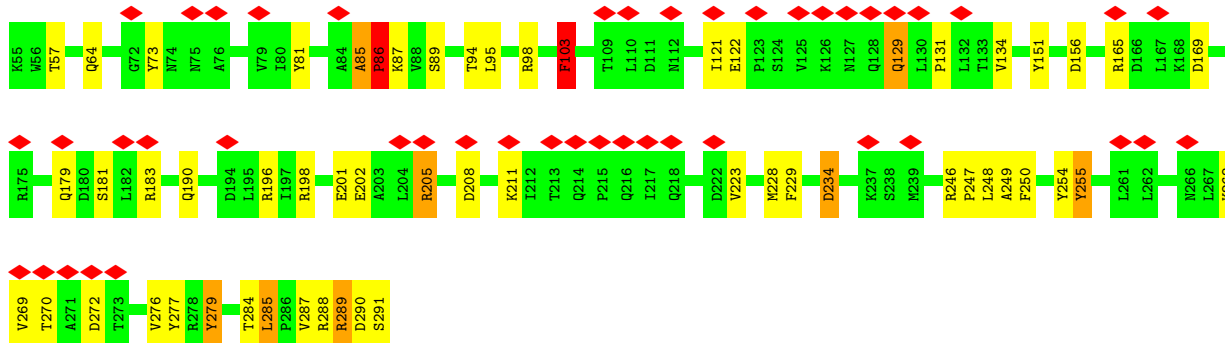 K55 W56 T57 Q64 G72 Y73 N74 N75 A76 V79 I80 Y81 A84 A85 P86 K87 V88 S89 T94 L95 R98 F103 T109 L110 D111 N112 I121 E122 P123 S124 V125 K126 N127 Q128 Q129 L130 P131 L132 T133 V134 Y151 D156 R165 D166 L167 K168 D169
R175 Q179 D180 S181 L182 R183 Q190 D194 L195 R196 I197 R198 E201 E202 A203 L204 R205 D208 K211 I212 T213 Q214 P215 Q216 I217 Q218 D222 V223 M228 F229 D234 K237 S238 M239 R246 P247 L248 A249 F250 Y254 Y255 L261 L262 N266 L267
V269 T270 A271 D272 T273 V276 Y277 R278 Y279 T284 L285 P286 V287 R288 R289 D290 S291